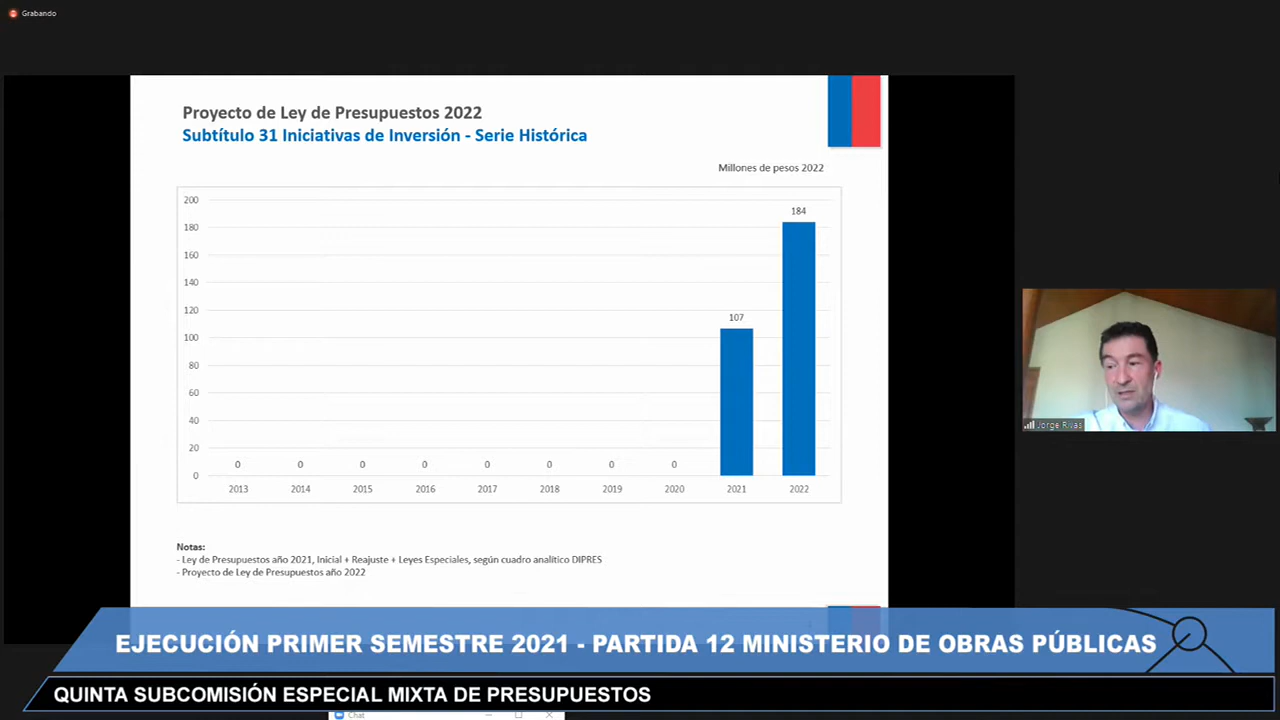 Grabando
Proyecto de Ley de Presupuestos 2022
Subtítulo 31 Iniciativas de Inversión - Serie Histórica
Millones de pesos 2022
200
180
160
140
120
100
80
60
40
20
0
184
107
0 0 0 0 0 0 0 0
2013 2014 2015 2016 2017 2018 2019 2020 2021 2022
Notas:
- Ley de Presupuestos año 2021, Inicial + Reajuste + Leyes Especiales, según cuadro analítico DIPRES
- Proyecto de Ley de Presupuestos año 2022
Jorge Rivas
EJECUCIÓN PRIMER SEMESTRE 2021 - PARTIDA 12 MINISTERIO DE OBRAS PÚBLICAS
QUINTA SUBCOMISIÓN ESPECIAL MIXTA DE PRESUPUESTOS
Chat